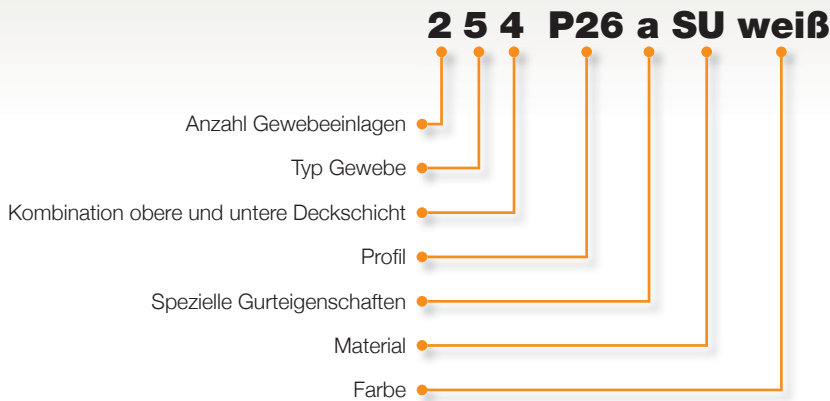 2 5 4 P26 a SU weiß
Anzahl Gewebeeinlagen
Typ Gewebe
Kombination obere und untere Deckschicht
Profil
Spezielle Gurteigenschaften
Material
Farbe